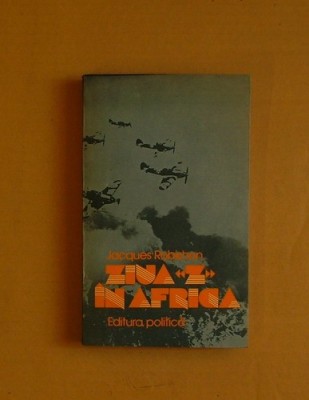 Jacques Robichon
ZIUA «Z»
ÎN AFRICA
Editura politică